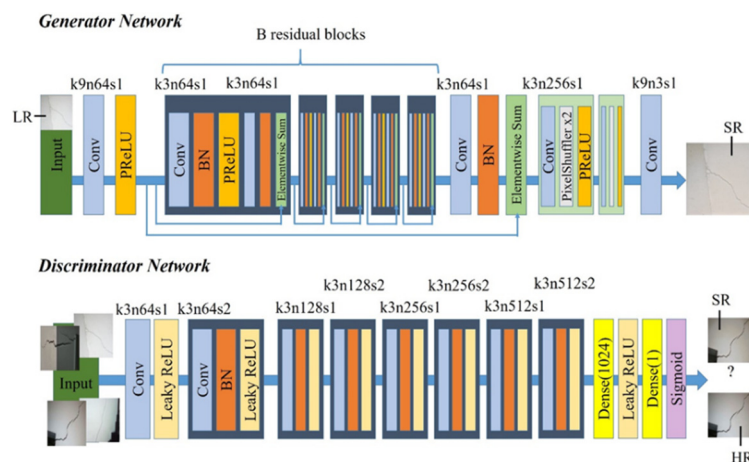 Generator Network
B residual blocks
k9n64s1
k3n64s1
k3n64s1
k3n64s1
k3n256s1
k9n3s1
LR
SR
Input
Conv
PReLU
Conv
BN
PReLU
Elementwise Sum
Conv
BN
Elementwise Sum
Conv
PixelShuffler x2
PReLU
Conv
Discriminator Network
k3n64s1
k3n64s2
k3n128s1
k3n128s2
k3n256s1
k3n256s2
k3n512s1
k3n512s2
SR
Input
Conv
Leaky ReLU
Conv
BN
Leaky ReLU
Dense(1024)
Leaky ReLU
Dense(1)
Sigmoid
?
HR